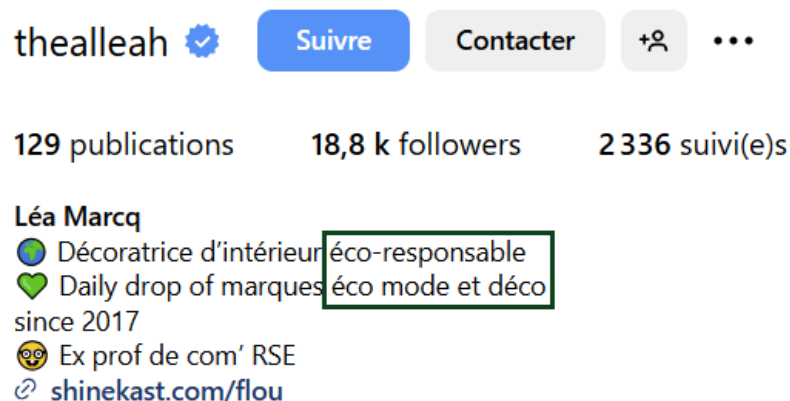 thealleah Suivre Contacter
129 publications 18,8 k followers 2 336 suivi(e)s
Léa Marcq
Décoratrice d’intérieur éco-responsable
Daily drop of marques éco mode et déco
since 2017
Ex prof de com’ RSE
shinekast.com/flou